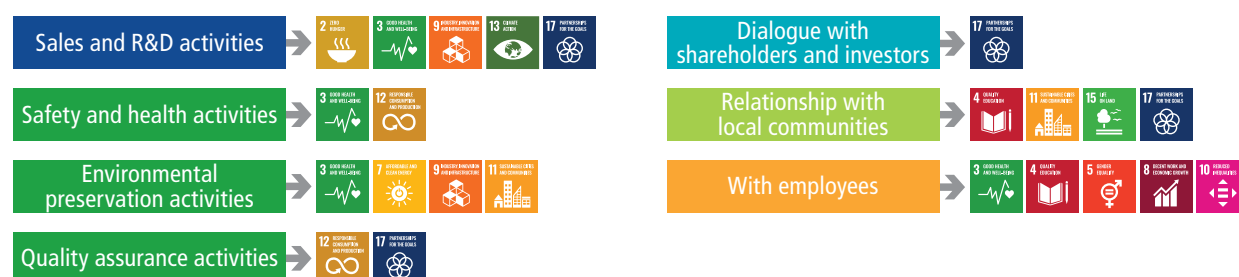 Sales and R&D activities
2 ZERO
HUNGER
3 GOOD HEALTH
AND WELL-BEING
9 INDUSTRY, INNOVATION
AND INFRASTRUCTURE
13 CLIMATE
ACTION
17 PARTNERSHIPS
FOR THE GOALS
Safety and health activities
3 GOOD HEALTH
AND WELL-BEING
12 RESPONSIBLE
CONSUMPTION
AND PRODUCTION
Environmental
preservation activities
3 GOOD HEALTH
AND WELL-BEING
7 AFFORDABLE AND
CLEAN ENERGY
9 INDUSTRY, INNOVATION
AND INFRASTRUCTURE
11 SUSTAINABLE CITIES
AND COMMUNITIES
Quality assurance activities
12 RESPONSIBLE
CONSUMPTION
AND PRODUCTION
17 PARTNERSHIPS
FOR THE GOALS
Dialogue with
shareholders and investors
17 PARTNERSHIPS
FOR THE GOALS
Relationship with
local communities
4 QUALITY
EDUCATION
11 SUSTAINABLE CITIES
AND COMMUNITIES
15 LIFE
ON LAND
17 PARTNERSHIPS
FOR THE GOALS
With employees
3 GOOD HEALTH
AND WELL-BEING
4 QUALITY
EDUCATION
5 GENDER
EQUALITY
8 DECENT WORK AND
ECONOMIC GROWTH
10 REDUCED
INEQUALITIES